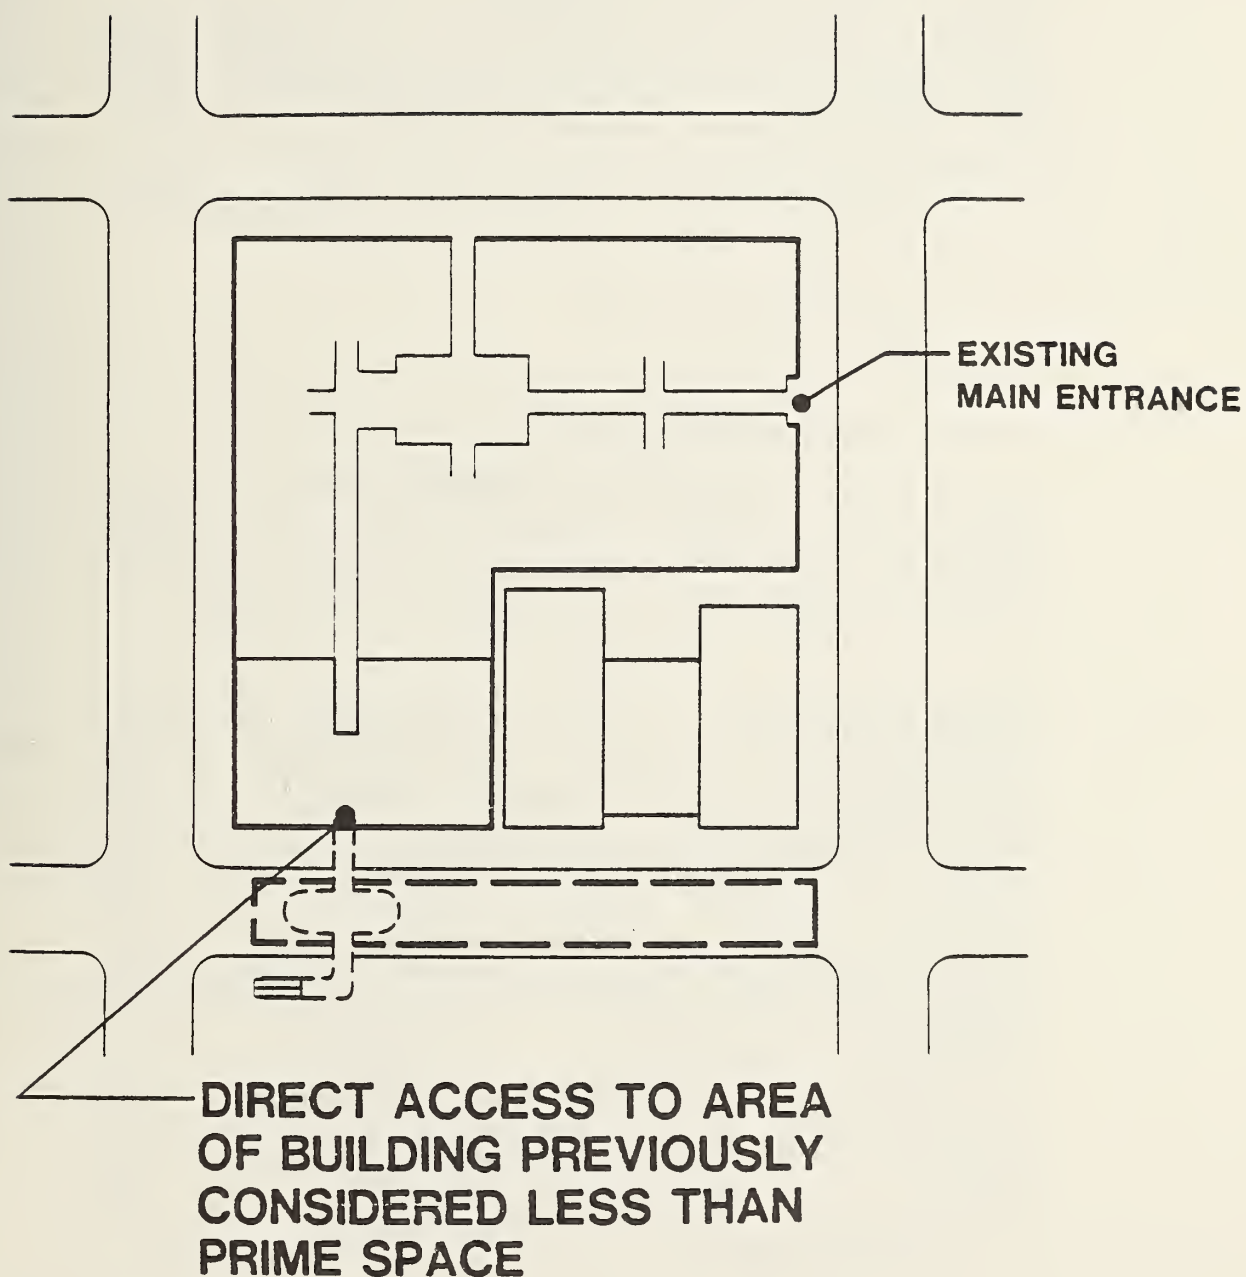 EXISTING
MAIN ENTRANCE
DIRECT ACCESS TO AREA
OF BUILDING PREVIOUSLY
CONSIDERED LESS THAN
PRIME SPACE